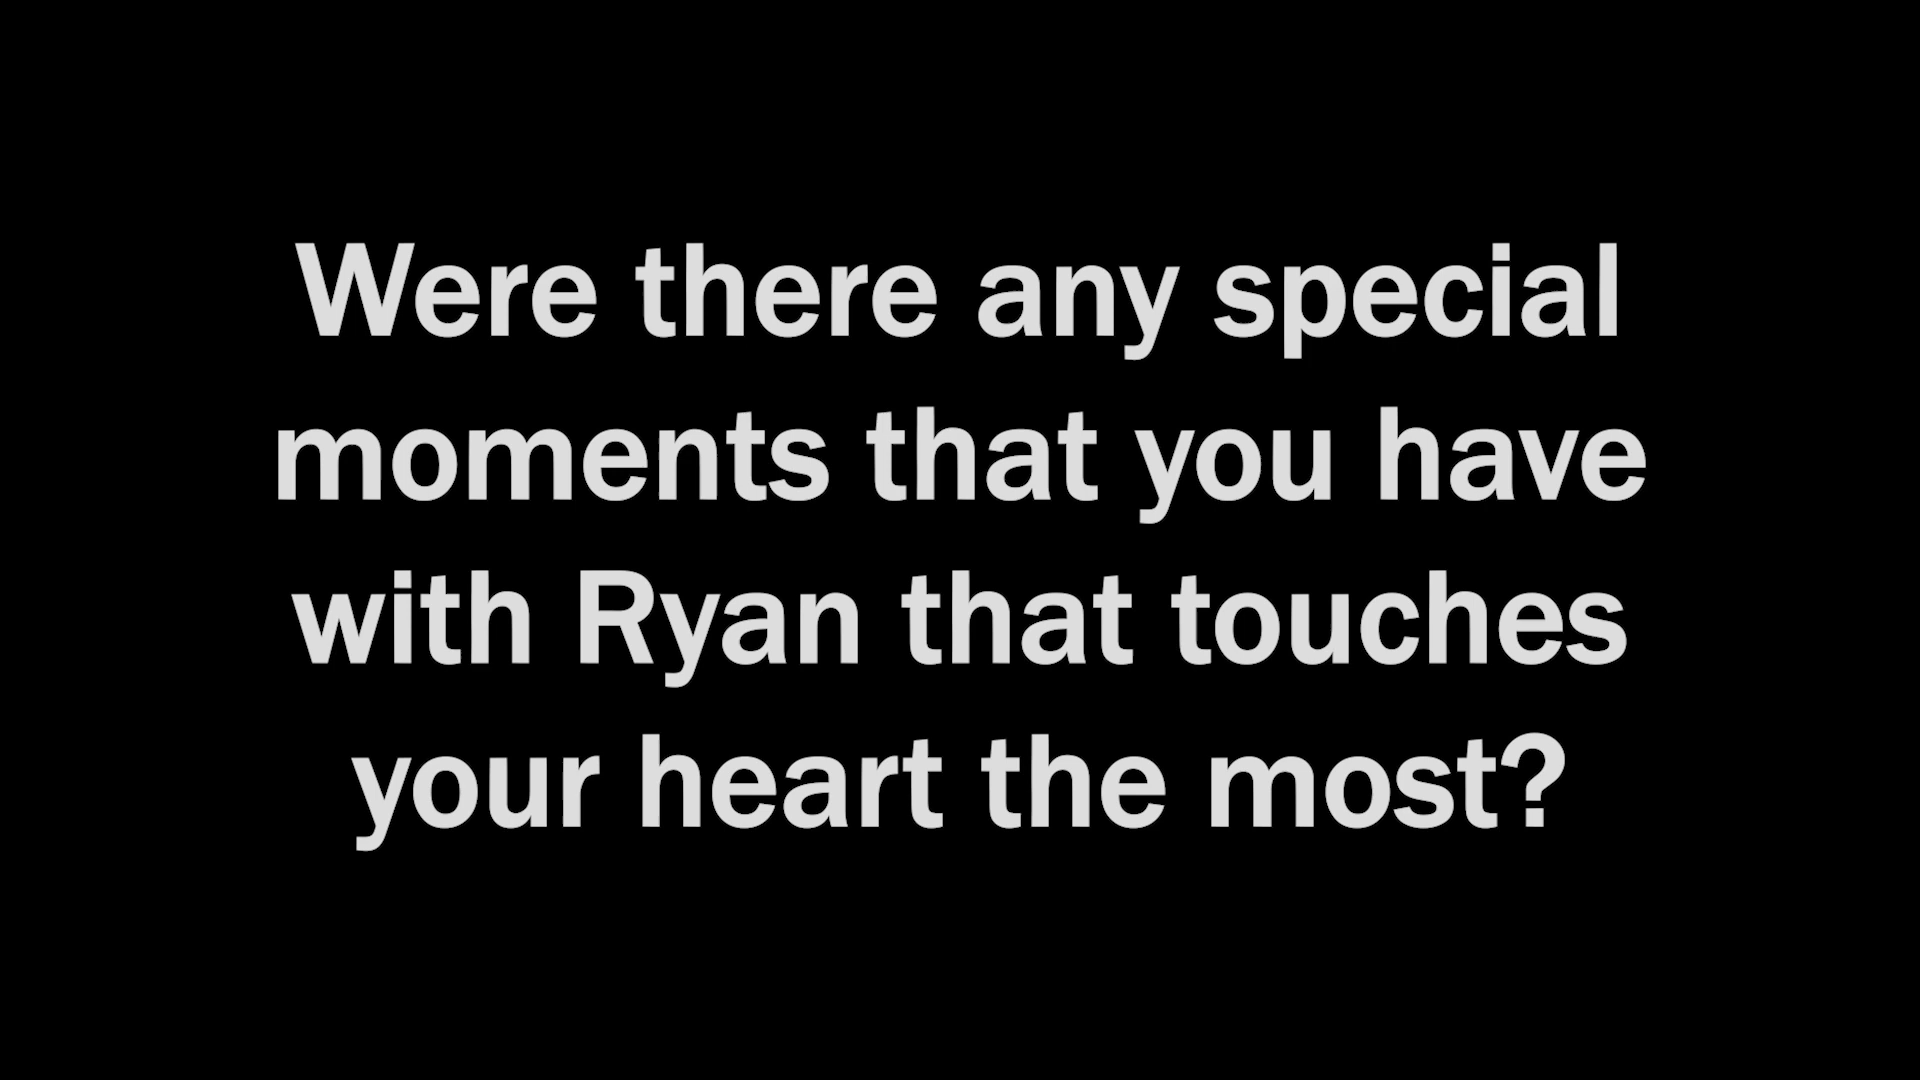 Were there any special
moments that you have
with Ryan that touches
your heart the most?